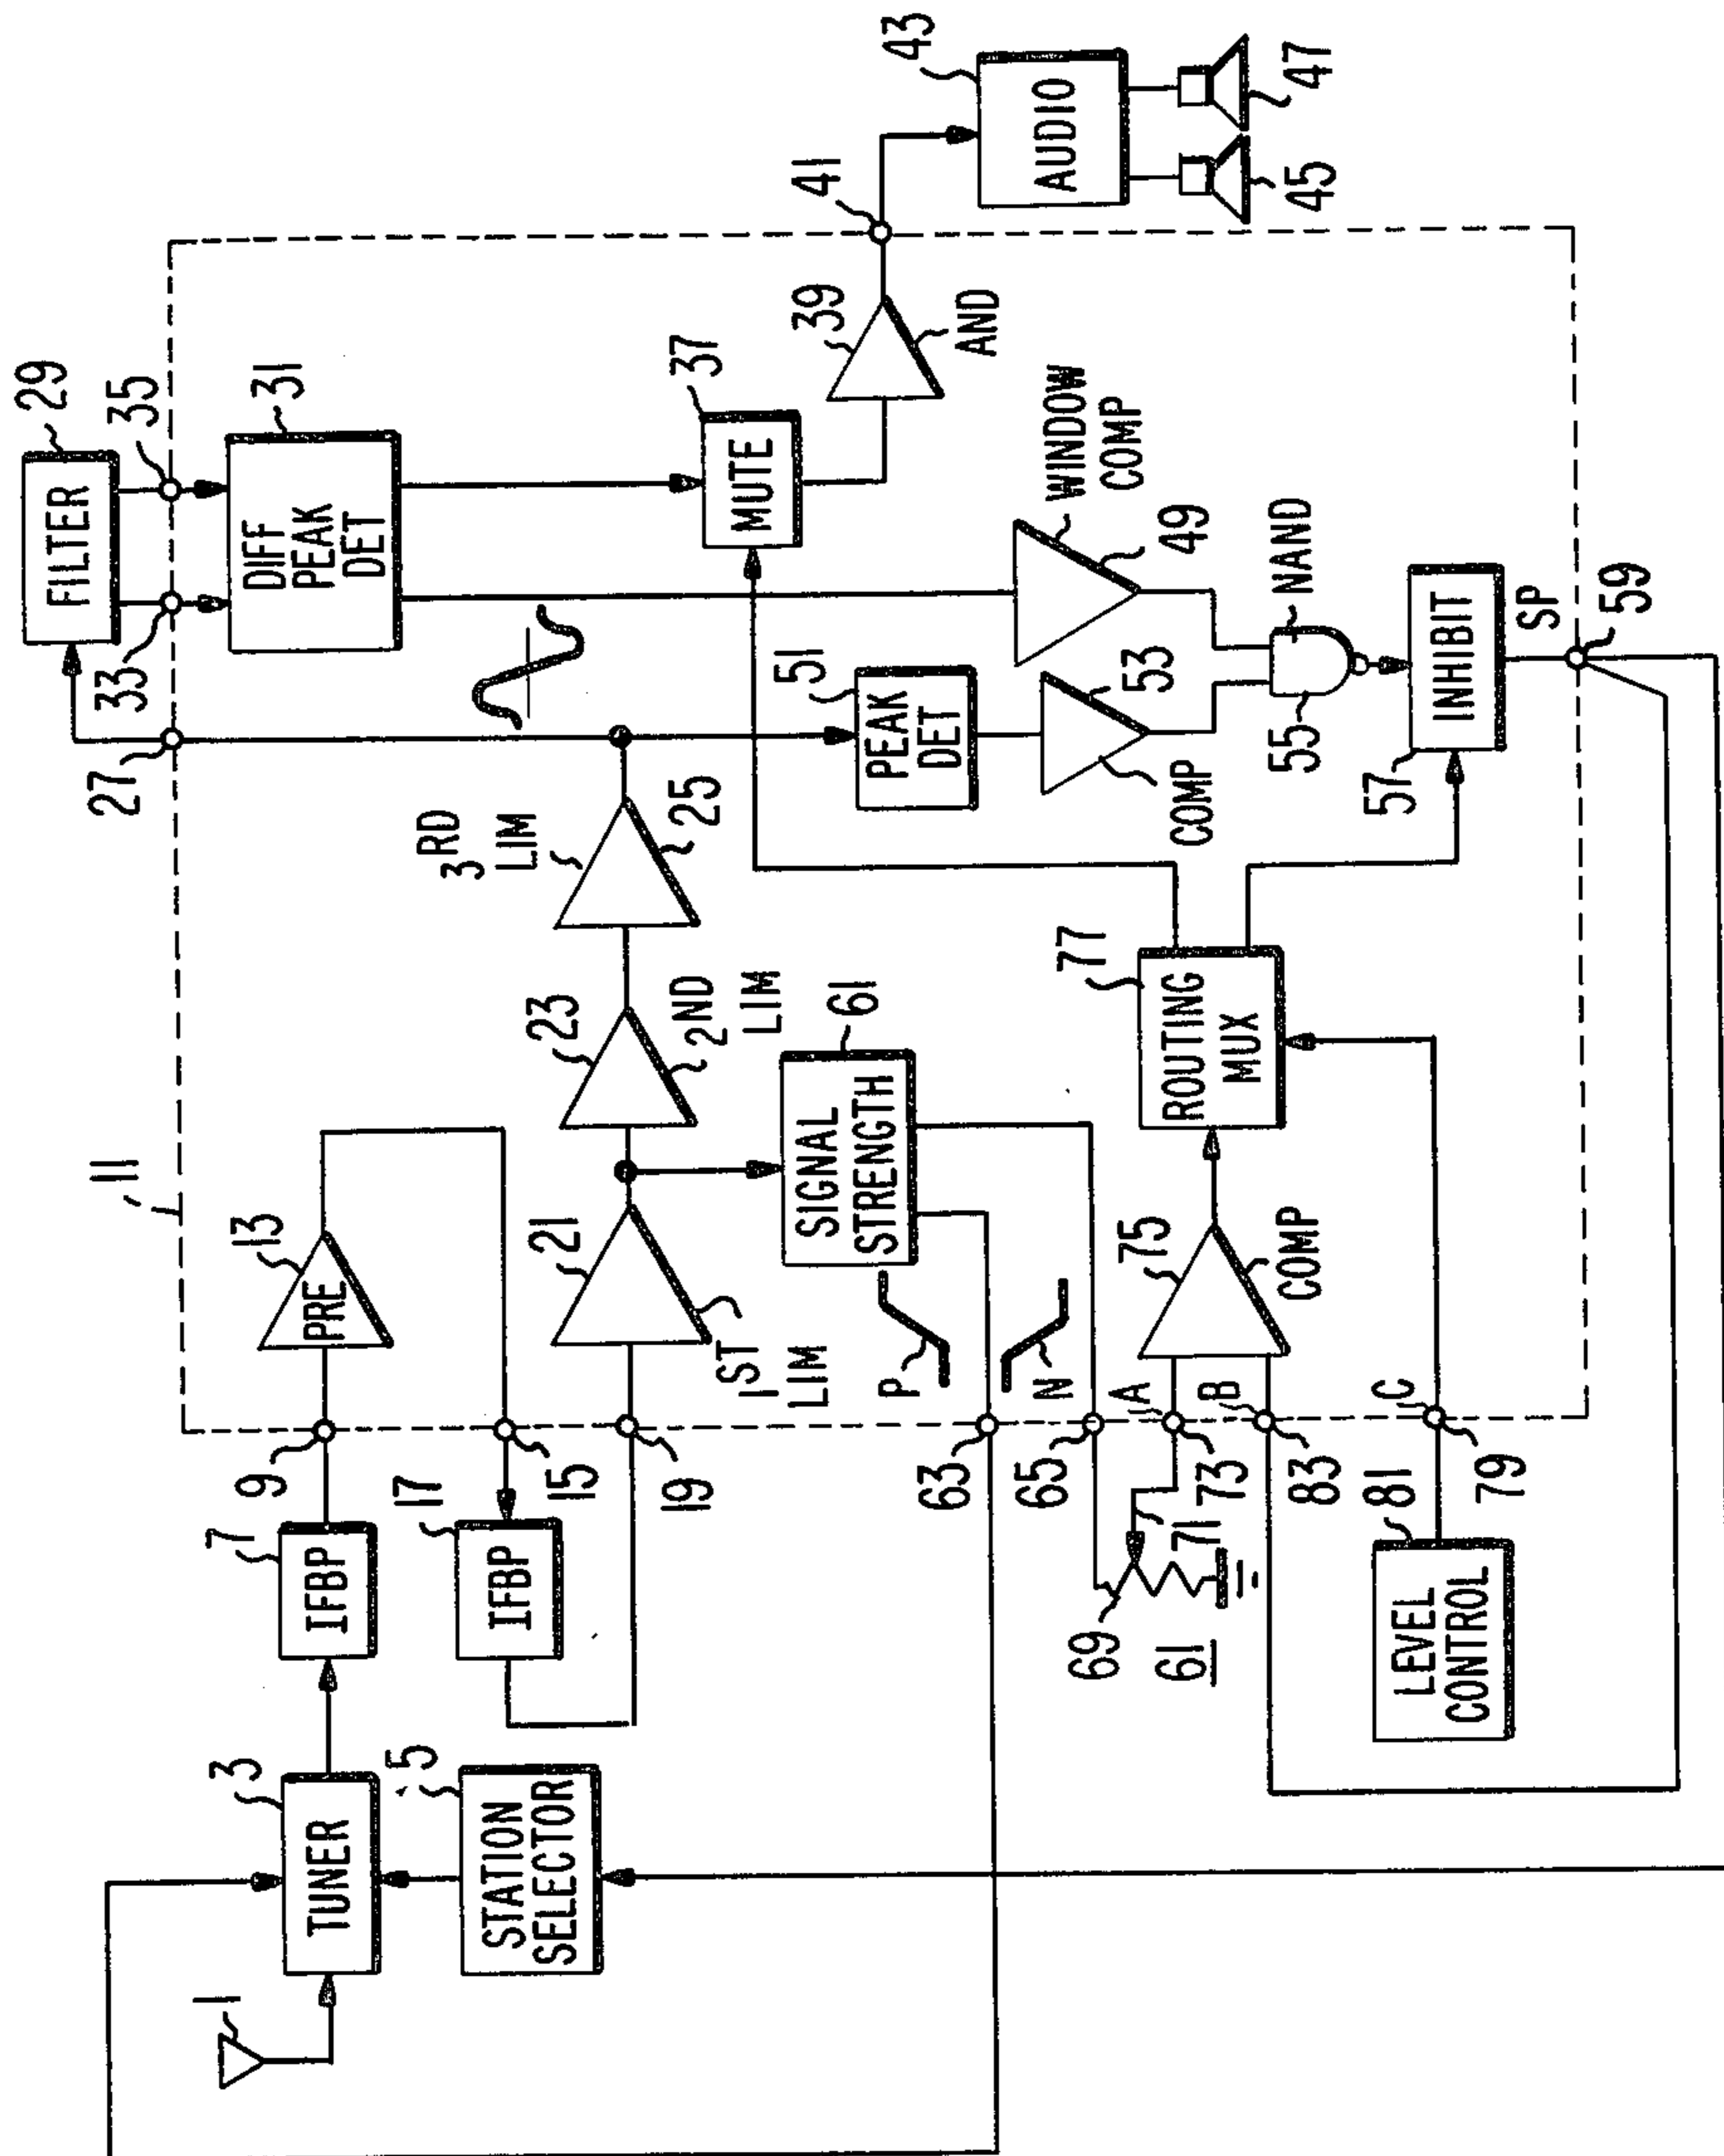 1
3
TUNER
5
STATION
SELECTOR
7
IFBP
9
11
13
PRE
15
17
IFBP
19
21
1ST
LIM
23
2ND
LIM
25
3RD
LIM
27
29
FILTER
33
35
31
DIFF
PEAK
DET
37
MUTE
39
AND
41
43
AUDIO
45
47
51
PEAK
DET
53
COMP
WINDOW
COMP
49
NAND
55
57
INHIBIT
SP
59
61
SIGNAL
STRENGTH
P
N
63
65
69
71
61
73
A
83
B
75
COMP
77
ROUTING
MUX
79
C
81
LEVEL
CONTROL